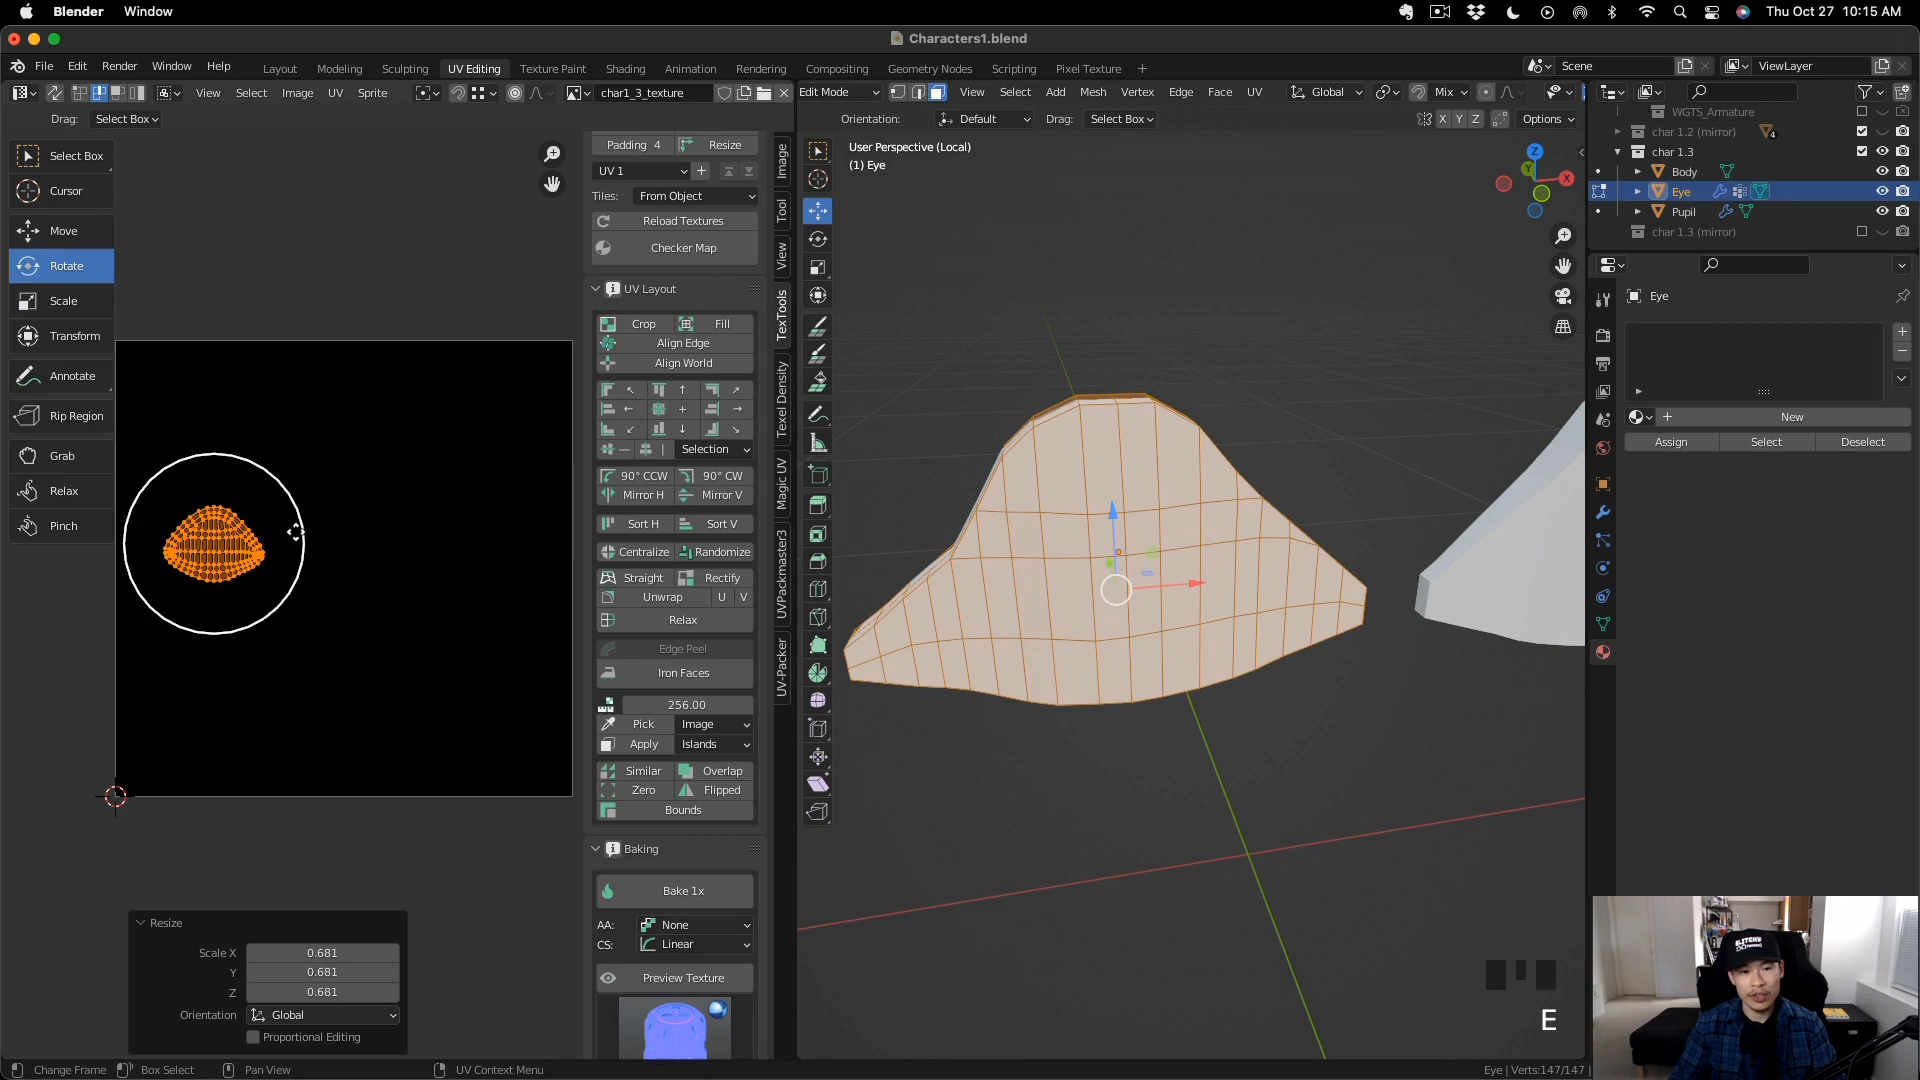 Blender Window Thu Oct 27 10:15 AM
Characters1.blend
File Edit Render Window Help Layout Modeling Sculpting UV Editing Texture Paint Shading Animation Rendering Compositing Geometry Nodes Scripting Pixel Texture + Scene ViewLayer
View Select Image UV Sprite char1_3_texture Edit Mode View Select Add Mesh Vertex Edge Face UV Global Mix
Drag: Select Box Orientation: Default Drag: Select Box X Y Z Options
WGTS_Armature
char 1.2 (mirror) 4
char 1.3
Body
Eye
Pupil
char 1.3 (mirror)
Select Box
Cursor
Move
Rotate
Scale
Transform
Annotate
Rip Region
Grab
Relax
Pinch
Padding 4 Resize
UV 1
Tiles: From Object
Reload Textures
Checker Map
UV Layout
Crop Fill
Align Edge
Align World
Selection
90° CCW 90° CW
Mirror H Mirror V
Sort H Sort V
Centralize Randomize
Straight Rectify
Unwrap U V
Relax
Edge Peel
Iron Faces
256.00
Pick Image
Apply Islands
Similar Overlap
Zero Flipped
Bounds
Baking
Bake 1x
AA: None
CS: Linear
Preview Texture
Image
Tool
View
TexTools
Texel Density
Magic UV
UVPackmaster3
UV-Packer
User Perspective (Local)
(1) Eye
Z
Y
X
Eye
New
Assign Select Deselect
Resize
Scale X 0.681
Y 0.681
Z 0.681
Orientation Global
Proportional Editing
E
Change Frame Box Select Pan View UV Context Menu Eye | Verts:147/147 |